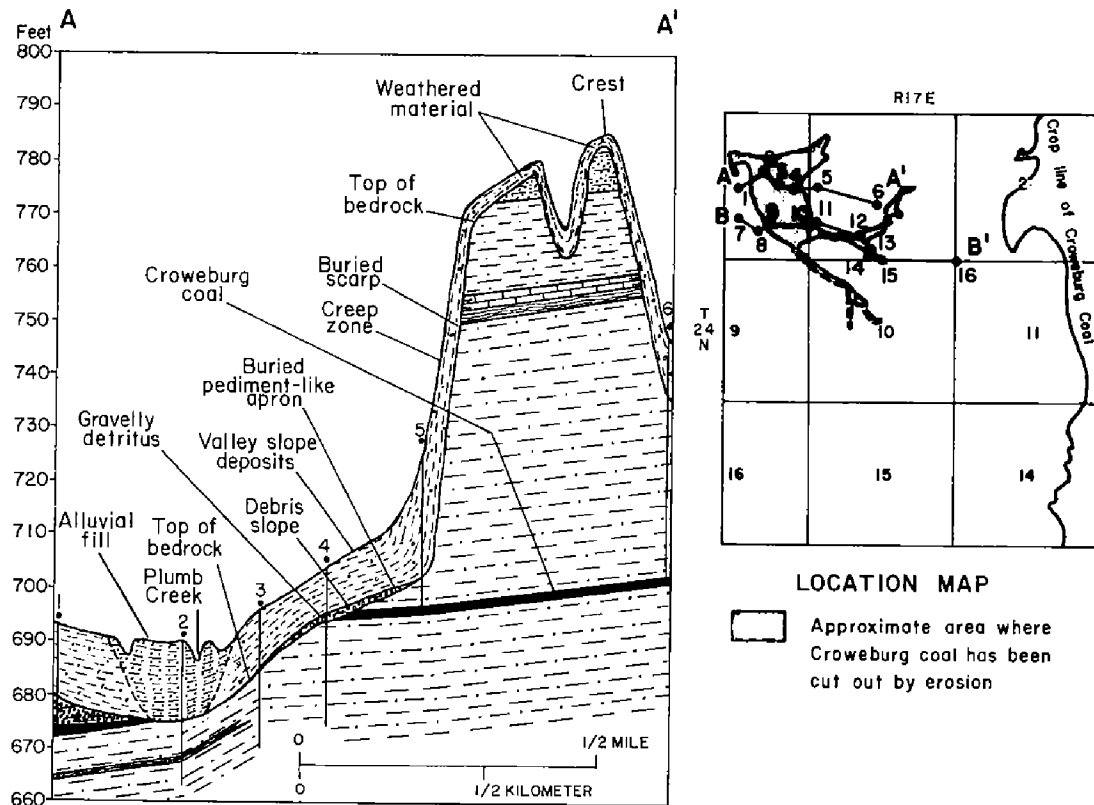 A
A'
Feet
800
790
780
770
760
750
740
730
725
710
700
690
680
670
660
Weathered
material
Crest
Top of
bedrock
Croweburg
coal
Buried
scarp
Creep
zone
Buried
pediment-like
apron
Gravelly
detritus
Valley slope
deposits
Debris
slope
Alluvial
fill
Top of
bedrock
Plumb
Creek
1
2
3
4
5
6
0
1/2 MILE
0
1/2 KILOMETER
R17E
A
A'
B
B'
1
4
5
6
7
8
11
12
13
14
15
16
10
2
Crop line of Croweburg Coal
T
24
N
9
11
16
15
14
LOCATION MAP
Approximate area where
Croweburg coal has been
cut out by erosion